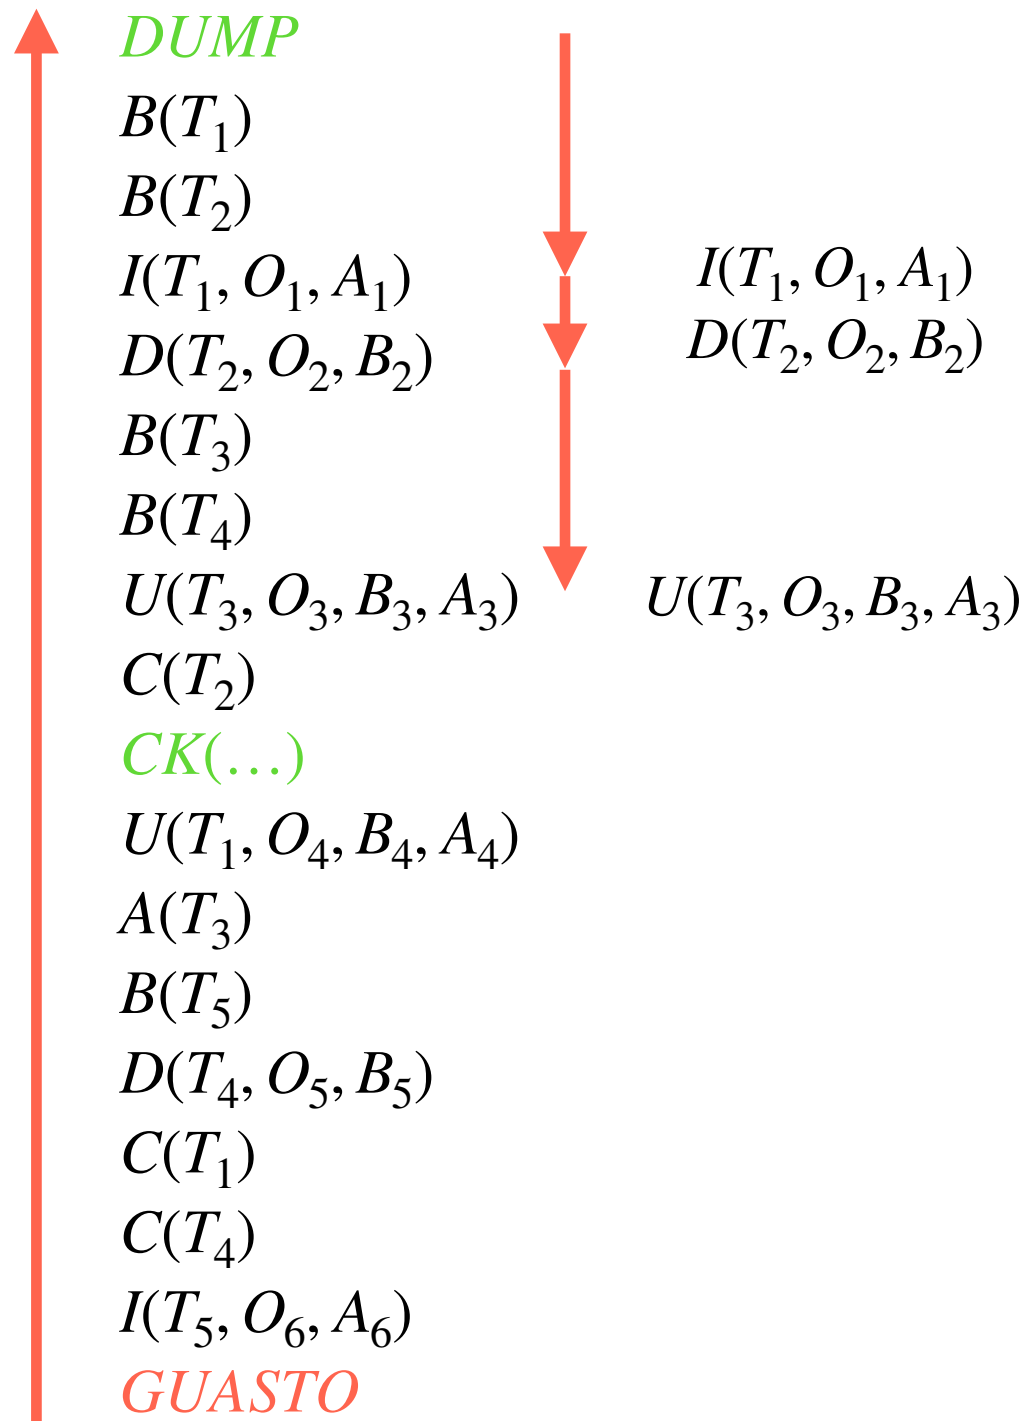 DUMP
B(T₁)
B(T₂)
I(T₁, O₁, A₁) I(T₁, O₁, A₁)
D(T₂, O₂, B₂) D(T₂, O₂, B₂)
B(T₃)
B(T₄)
U(T₃, O₃, B₃, A₃) U(T₃, O₃, B₃, A₃)
C(T₂)
CK(…)
U(T₁, O₄, B₄, A₄)
A(T₃)
B(T₅)
D(T₄, O₅, B₅)
C(T₁)
C(T₄)
I(T₅, O₆, A₆)
GUASTO